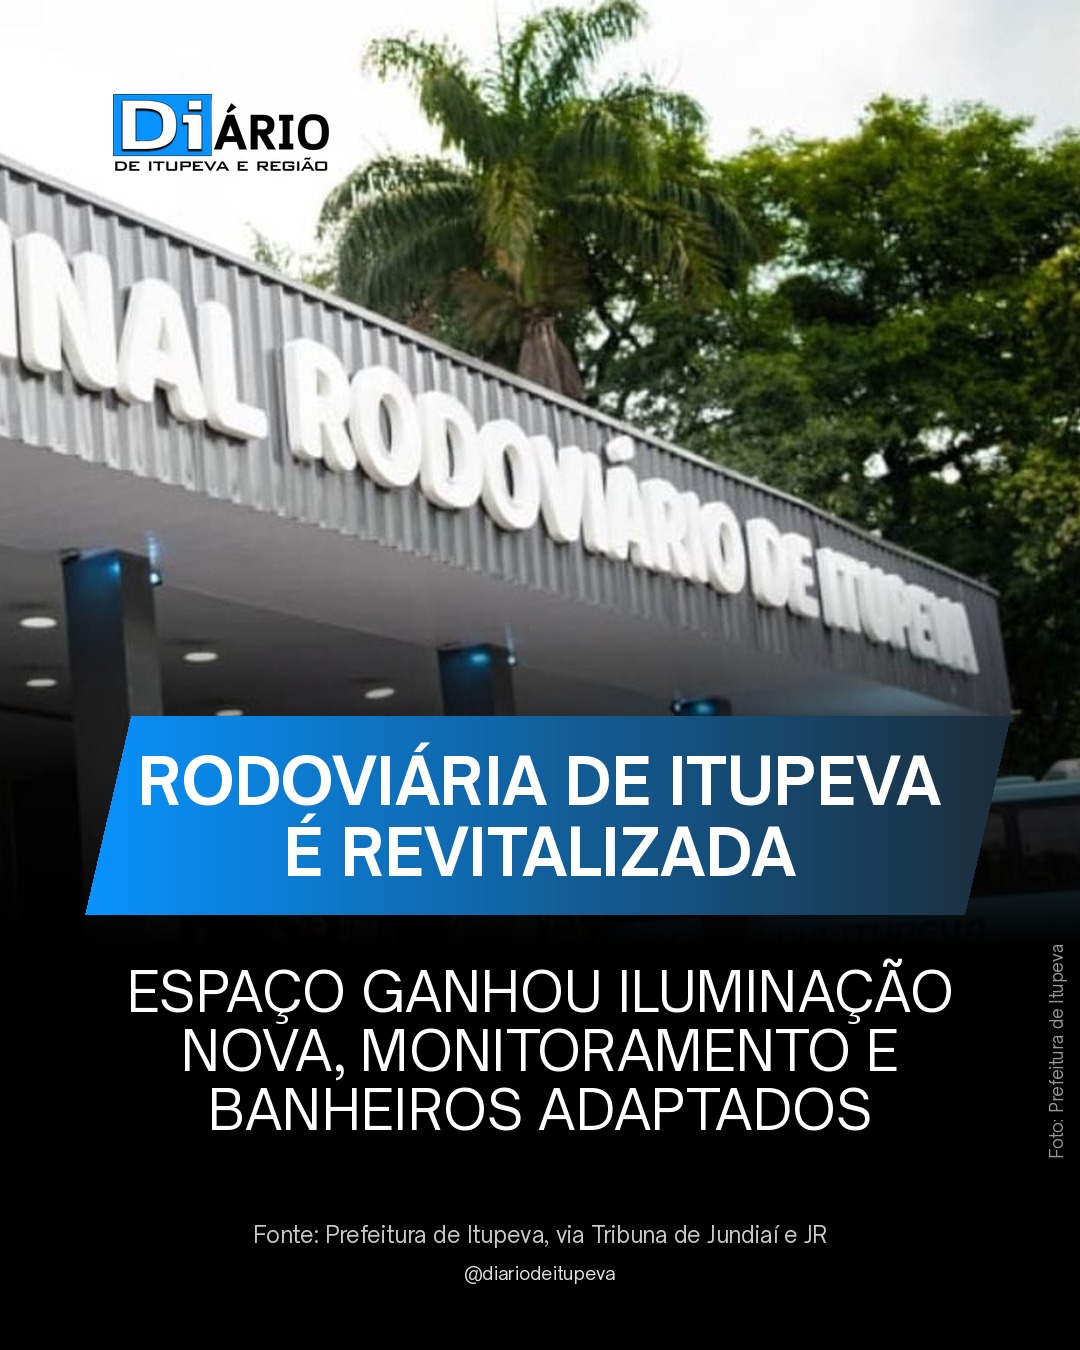 DiÁRIO
DE ITUPEVA E REGIÃO
INAL RODOVIÁRIO DE ITUPEVA
RODOVIÁRIA DE ITUPEVA
É REVITALIZADA
ESPAÇO GANHOU ILUMINAÇÃO
NOVA, MONITORAMENTO E
BANHEIROS ADAPTADOS
Foto: Prefeitura de Itupeva
Fonte: Prefeitura de Itupeva, via Tribuna de Jundiaí e JR
@diariodeitupeva